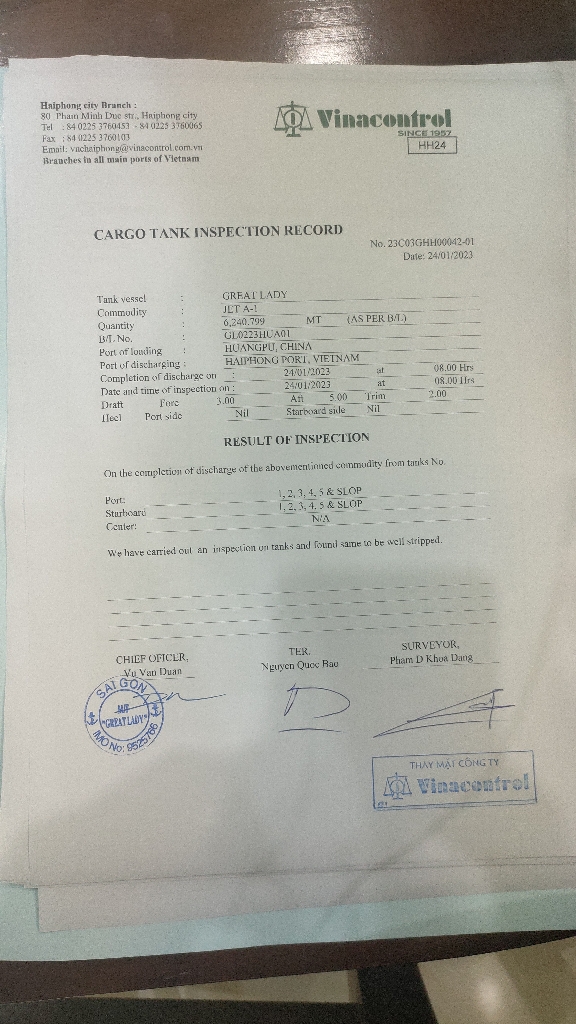 Haiphong city Branch :
80 Pham Minh Duc str., Haiphong city
Tel : 84 0225 3760453 - 84 0225 3760065
Fax : 84 0225 3760103
Email: vnchaiphong@vinacontrol.com.vn
Branches in all main ports of Vietnam
Vinacontrol
SINCE 1957
HH24
CARGO TANK INSPECTION RECORD
No. 23C03GHH00042-01
Date: 24/01/2023
Tank vessel : GREAT LADY
Commodity : JET A-1
Quantity : 6,240.799 MT (AS PER B/L)
B/L No. : GL0223HUA01
Port of loading : HUANGPU, CHINA
Port of discharging : HAIPHONG PORT, VIETNAM
Completion of discharge on : 24/01/2023 at 08.00 Hrs
Date and time of inspection on : 24/01/2023 at 08.00 Hrs
Draft Fore 3.00 Aft 5.00 Trim 2.00
Heel Port side Nil Starboard side Nil
RESULT OF INSPECTION
On the completion of discharge of the abovementioned commodity from tanks No.
Port: 1, 2, 3, 4, 5 & SLOP
Starboard 1, 2, 3, 4, 5 & SLOP
Center: N/A
We have carried out an inspection on tanks and found same to be well stripped.
CHIEF OFICER,
Vu Van Duan
TER.
Nguyen Quoc Bao
SURVEYOR,
Pham D Khoa Dang
SAI GON
M/T
"GREAT LADY"
IMO No: 9525766
THAY MẶT CÔNG TY
Vinacontrol